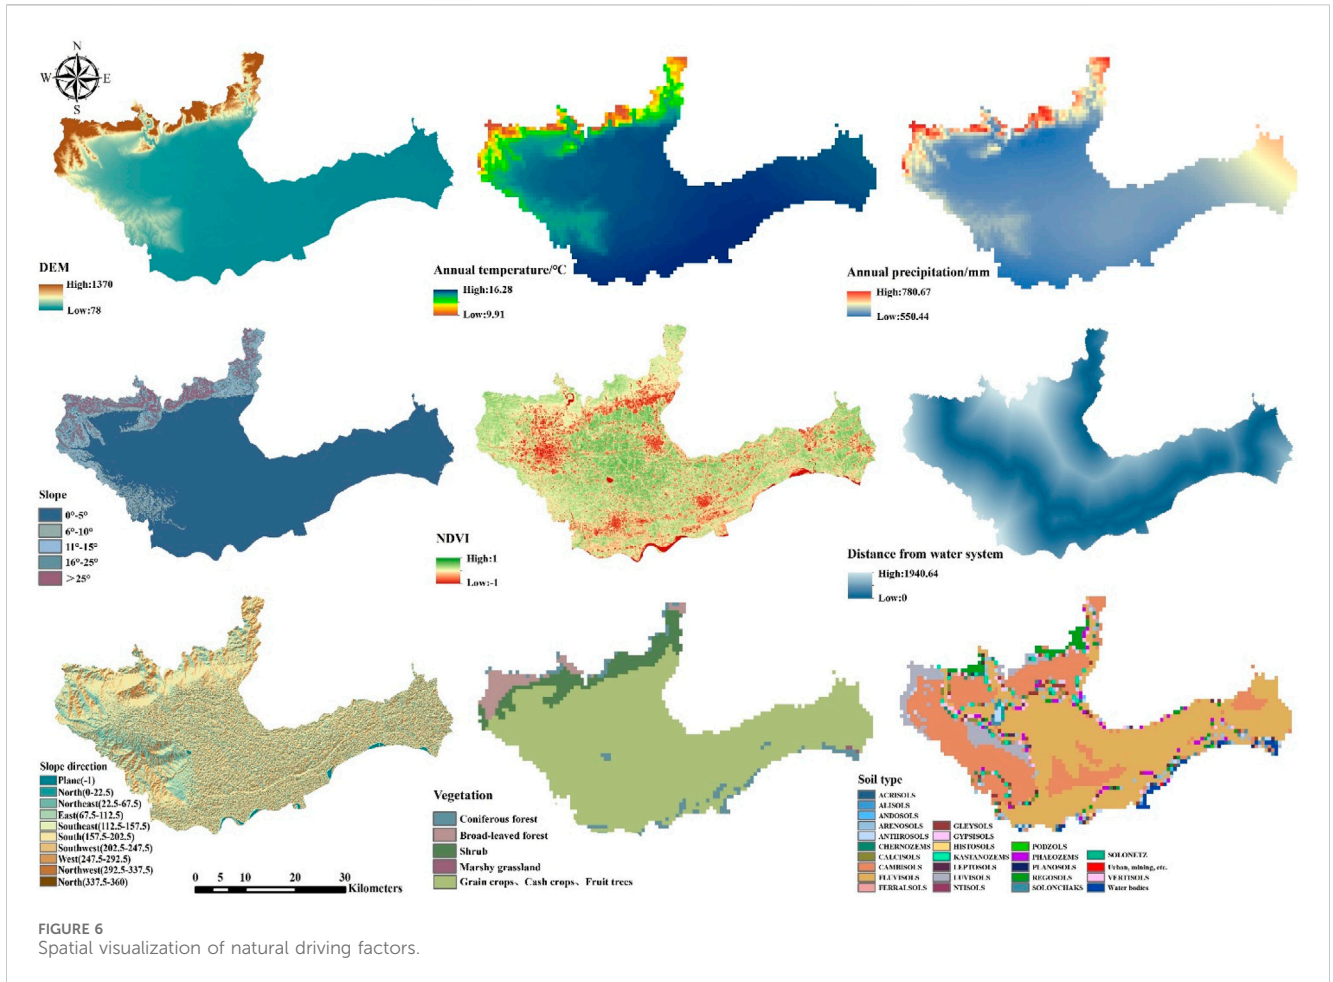 N
W E
S
DEM
High:1370
Low:78
Annual temperature/°C
High:16.28
Low:9.91
Annual precipitation/mm
High:780.67
Low:550.44
Slope
0°-5°
6°-10°
11°-15°
16°-25°
＞25°
NDVI
High:1
Low:-1
Distance from water system
High:1940.64
Low:0
Slope direction
Plane(-1)
North(0-22.5)
Northeast(22.5-67.5)
East(67.5-112.5)
Southeast(112.5-157.5)
South(157.5-202.5)
Southwest(202.5-247.5)
West(247.5-292.5)
Northwest(292.5-337.5)
North(337.5-360)
0 5 10 20 30
Kilometers
Vegetation
Coniferous forest
Broad-leaved forest
Shrub
Marshy grassland
Grain crops、Cash crops、Fruit trees
Soil type
ACRISOLS
ALISOLS
ANDOSOLS
ARENOSOLS
ANTHROSOLS
CHERNOZEMS
CALCISOLS
CAMBISOLS
FLUVISOLS
FERRALSOLS
GLEYSOLS
GYPSISOLS
HISTOSOLS
KASTANOZEMS
LEPTOSOLS
LUVISOLS
NTISOLS
PODZOLS
PHAEOZEMS
PLANOSOLS
REGOSOLS
SOLONCHAKS
SOLONETZ
Urban, mining, etc.
VERTISOLS
Water bodies
FIGURE 6
Spatial visualization of natural driving factors.